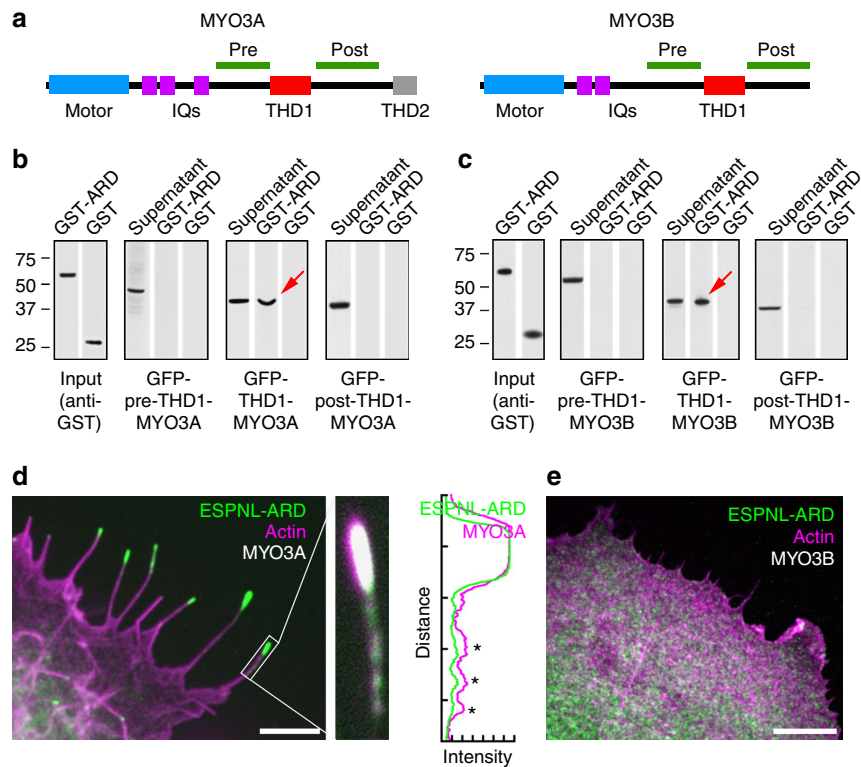 a
MYO3A
MYO3B
Pre
Post
Pre
Post
Motor
IQs
THD1
THD2
Motor
IQs
THD1
b
GST-ARD
GST
Supernatant
GST-ARD
GST
Supernatant
GST-ARD
GST
Supernatant
GST-ARD
GST
75
50
37
25
Input
(anti-
GST)
GFP-
pre-THD1-
MYO3A
GFP-
THD1-
MYO3A
GFP-
post-THD1-
MYO3A
c
GST-ARD
GST
Supernatant
GST-ARD
GST
Supernatant
GST-ARD
GST
Supernatant
GST-ARD
GST
75
50
37
25
Input
(anti-
GST)
GFP-
pre-THD1-
MYO3B
GFP-
THD1-
MYO3B
GFP-
post-THD1-
MYO3B
d
ESPNL-ARD
Actin
MYO3A
ESPNL-ARD
MYO3A
Distance
*
*
*
Intensity
e
ESPNL-ARD
Actin
MYO3B